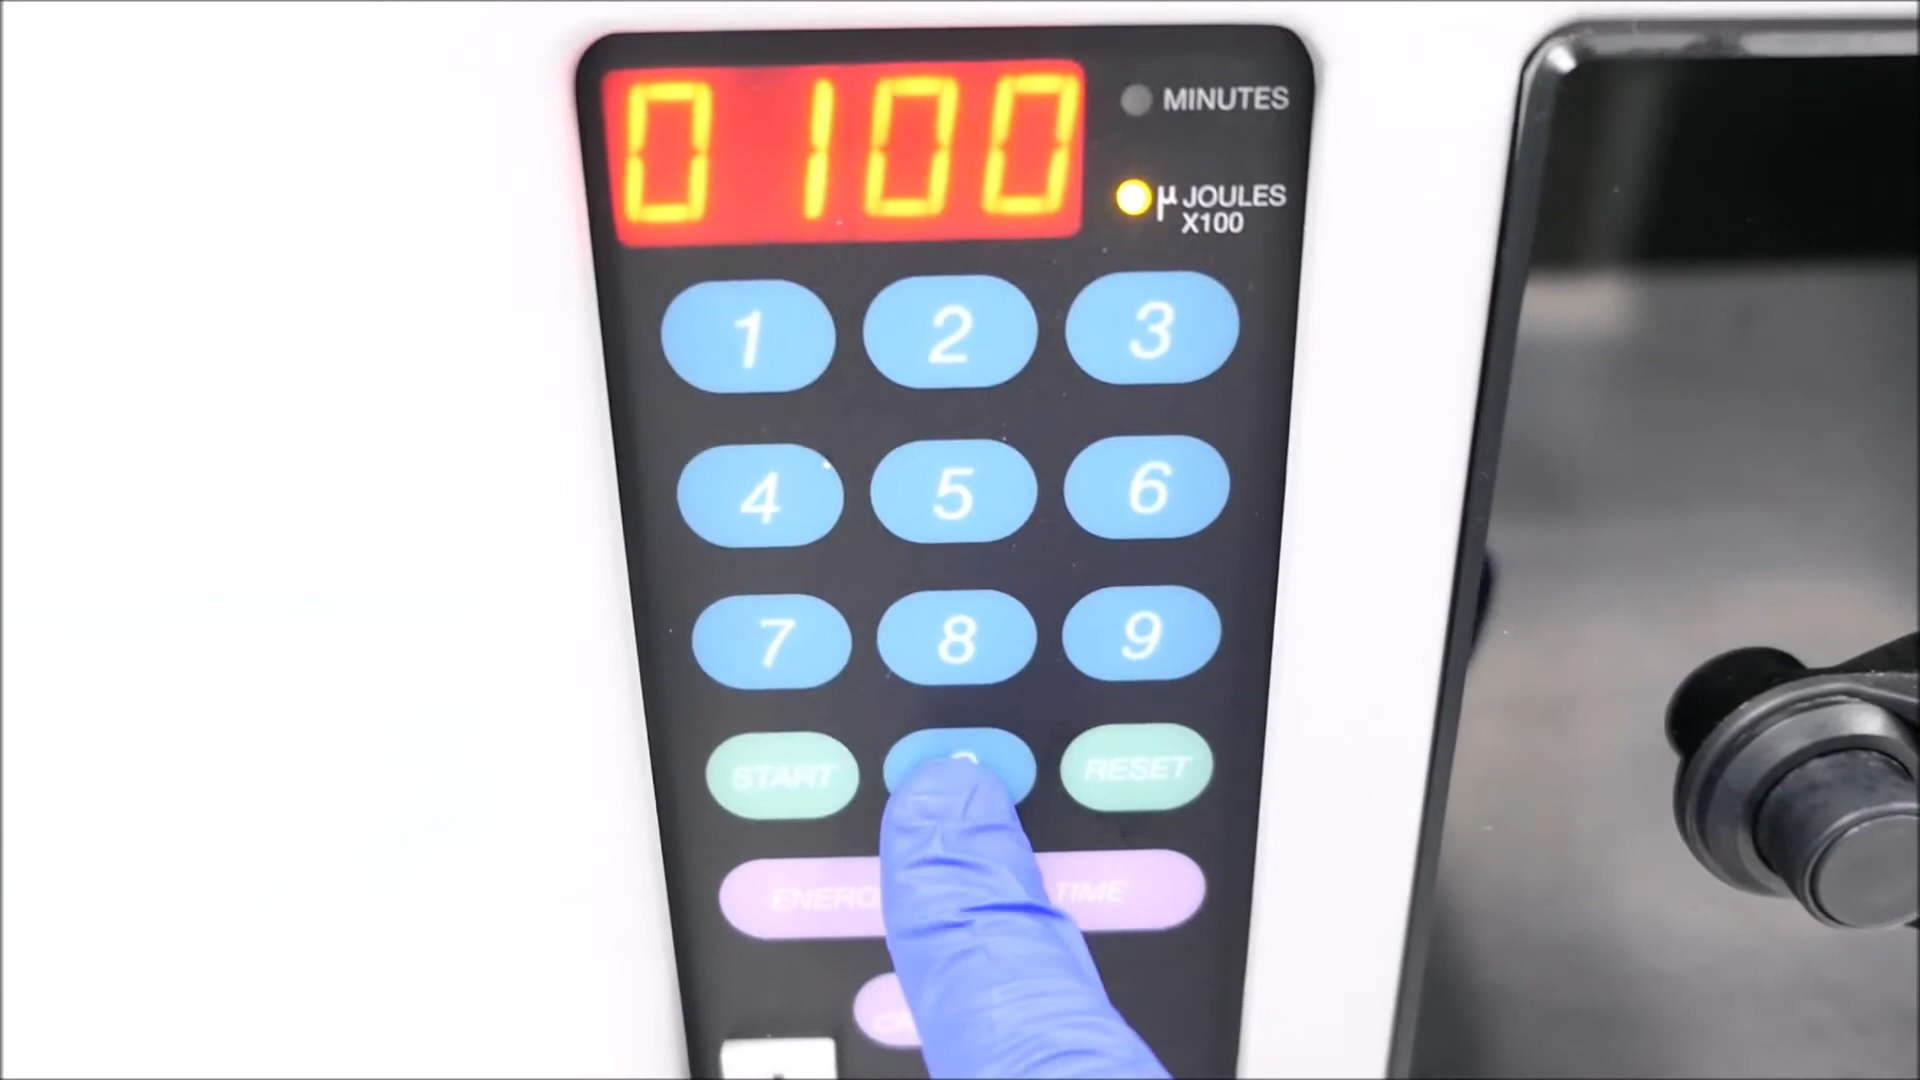 0100
MINUTES
µ JOULES
X100
1 2 3
4 5 6
7 8 9
START RESET
TIME